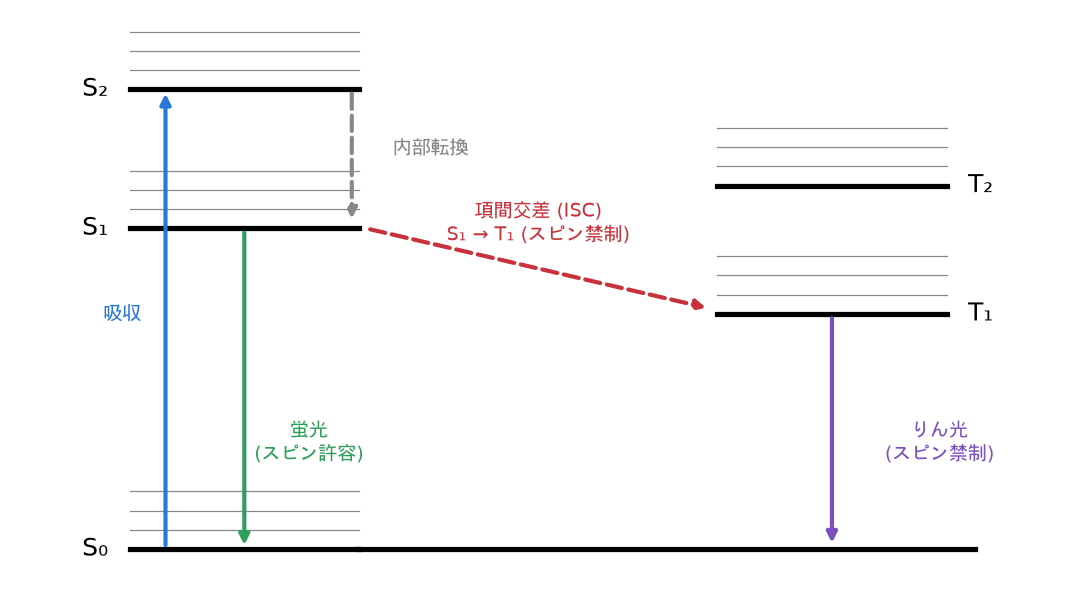 S₂
内部転換
T₂
項間交差 (ISC)
S₁ → T₁ (スピン禁制)
S₁
吸収
T₁
蛍光
(スピン許容)
りん光
(スピン禁制)
S₀